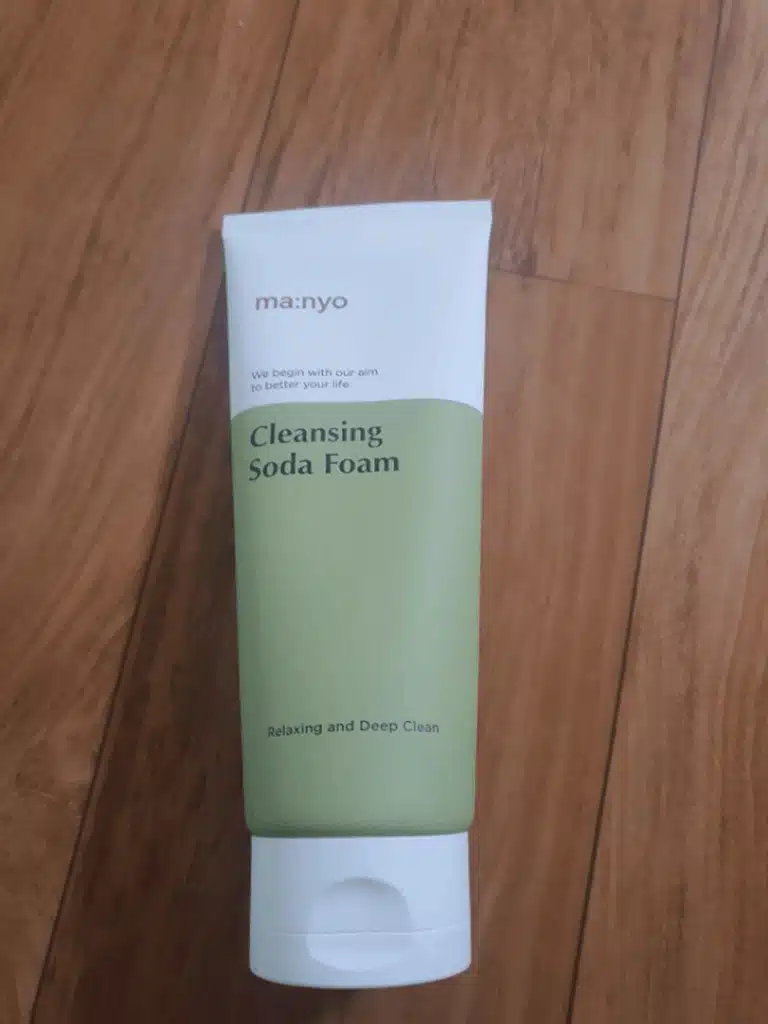 ma:nyo
We begin with our aim
to better your life
Cleansing
Soda Foam
Relaxing and Deep Clean